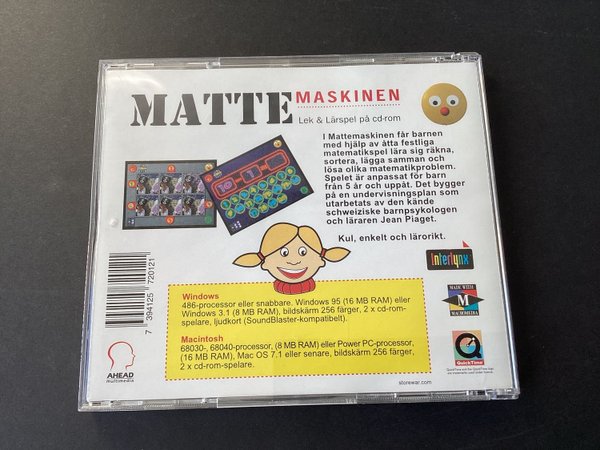 MATTE MASKINEN
Lek & Lärspel på cd-rom
I Mattemaskinen får barnen
med hjälp av åtta festliga
matematikspel lära sig räkna,
sortera, lägga samman och
lösa olika matematikproblem.
Spelet är anpassat för barn
från 5 år och uppåt. Det bygger
på en undervisningsplan som
utarbetats av den kände
schweiziske barnpsykologen
och läraren Jean Piaget.
Kul, enkelt och lärorikt.
Interlynx
MADE WITH
M
MACROMEDIA
QuickTime
Windows
486-processor eller snabbare. Windows 95 (16 MB RAM) eller
Windows 3.1 (8 MB RAM), bildskärm 256 färger, 2 x cd-rom-
spelare, ljudkort (SoundBlaster-kompatibelt).
Macintosh
68030-, 68040-processor, (8 MB RAM) eller Power PC-processor,
(16 MB RAM), Mac OS 7.1 eller senare, bildskärm 256 färger,
2 x cd-rom-spelare.
7 394125 720121
AHEAD
multimedia
storewar.com